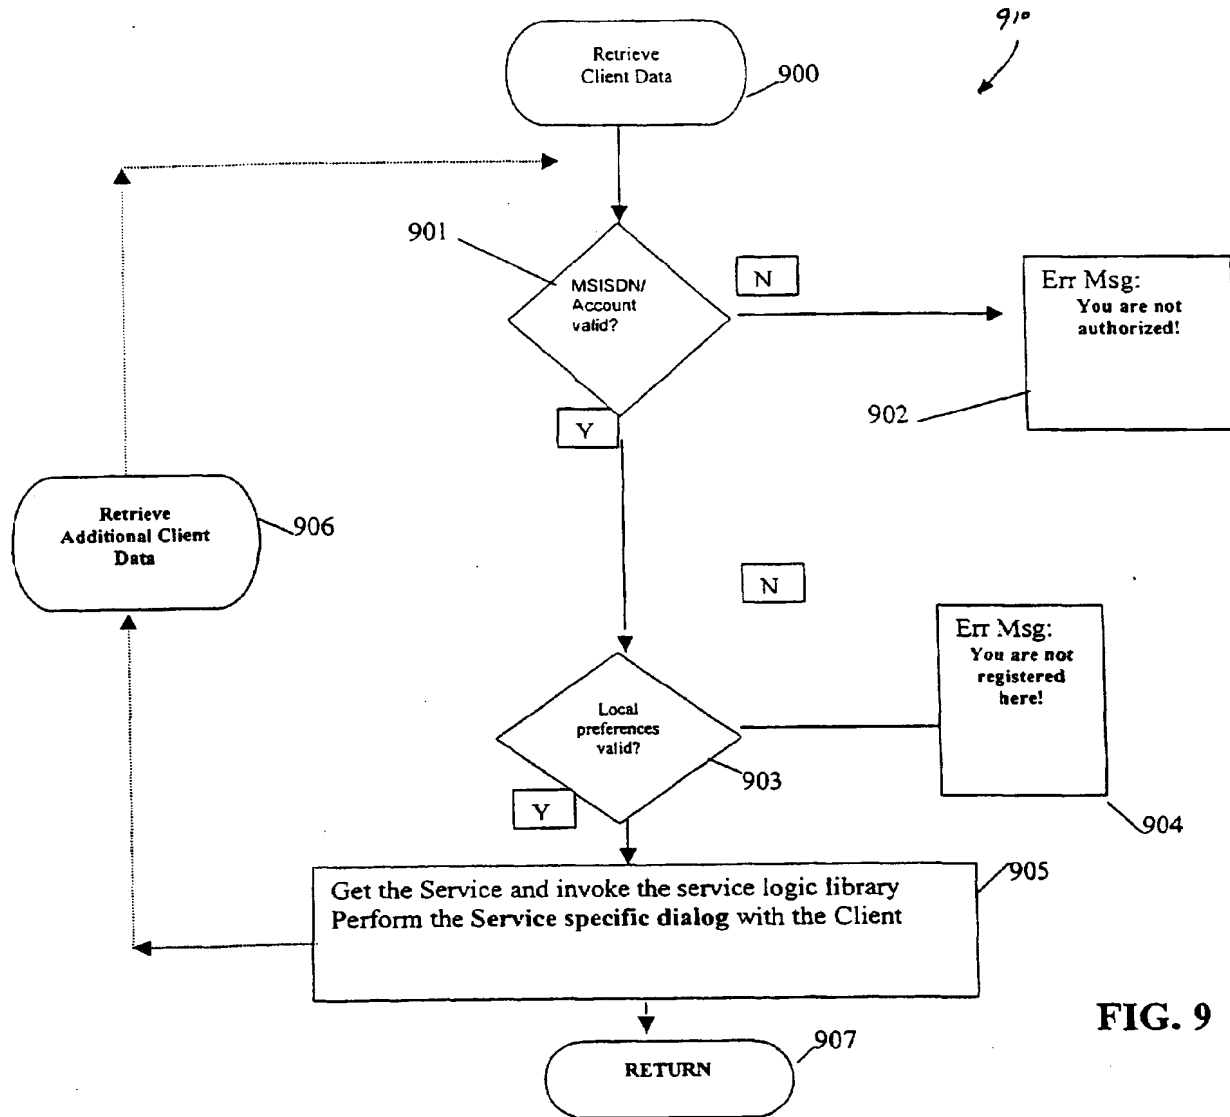 910
Retrieve
Client Data
900
901
MSISDN/
Account
valid?
N
Err Msg:
You are not
authorized!
902
Y
Retrieve
Additional Client
Data
906
N
Err Msg:
You are not
registered
here!
Local
preferences
valid?
903
904
Y
Get the Service and invoke the service logic library
Perform the Service specific dialog with the Client
905
FIG. 9
907
RETURN